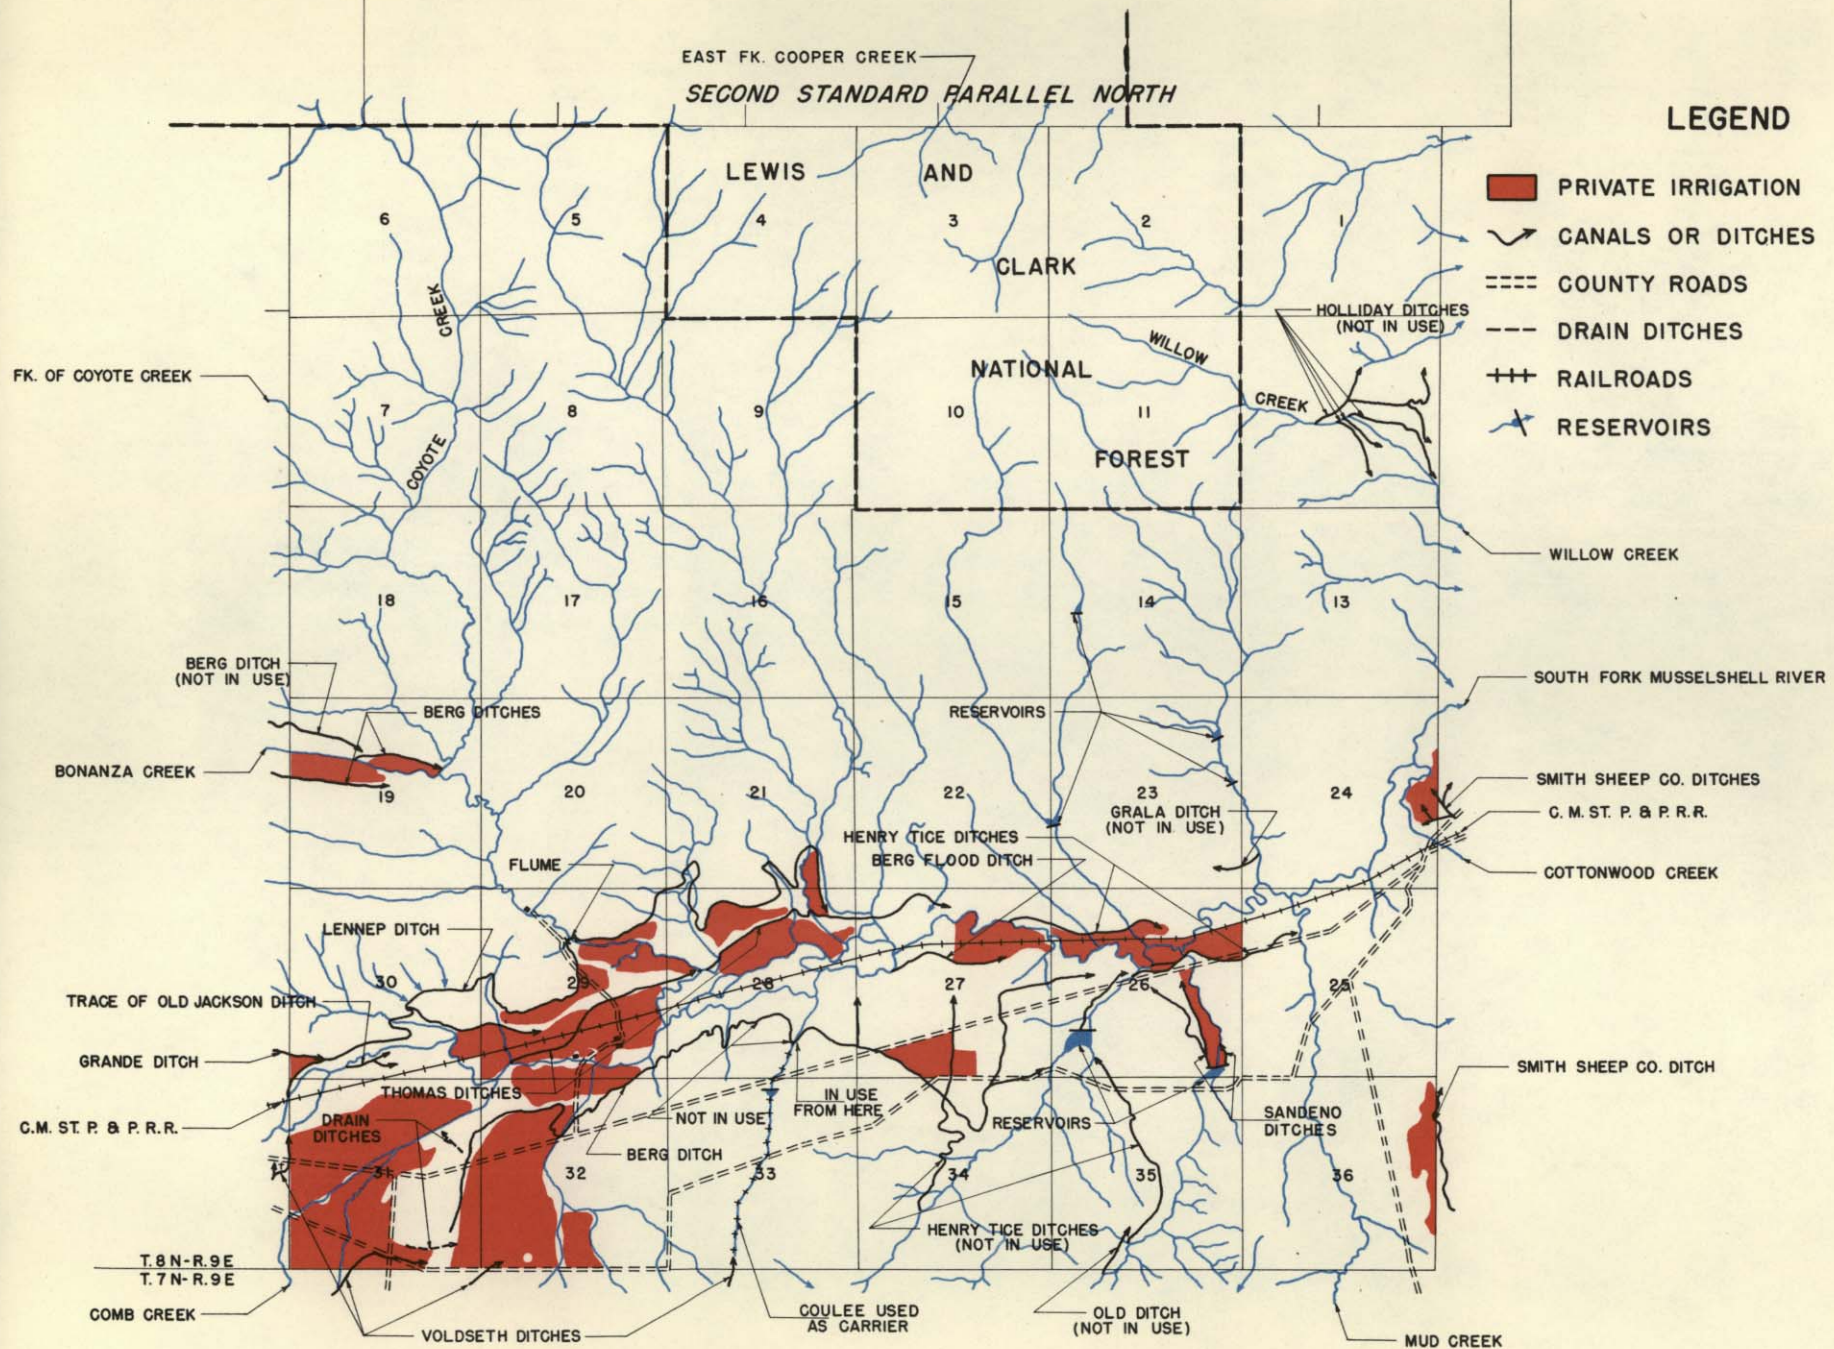 EAST FK. COOPER CREEK
SECOND STANDARD PARALLEL NORTH
LEGEND
PRIVATE IRRIGATION
CANALS OR DITCHES
COUNTY ROADS
DRAIN DITCHES
RAILROADS
RESERVOIRS
LEWIS AND
CLARK
NATIONAL
FOREST
6
5
4
3
2
1
CREEK
COYOTE
WILLOW
CREEK
HOLLIDAY DITCHES
(NOT IN USE)
FK. OF COYOTE CREEK
7
8
9
10
11
WILLOW CREEK
18
17
16
15
14
13
BERG DITCH
(NOT IN USE)
BERG DITCHES
RESERVOIRS
SOUTH FORK MUSSELSHELL RIVER
BONANZA CREEK
19
20
21
22
23
24
SMITH SHEEP CO. DITCHES
C. M. ST. P. & P. R. R.
GRALA DITCH
(NOT IN USE)
HENRY TICE DITCHES
BERG FLOOD DITCH
FLUME
COTTONWOOD CREEK
LENNEP DITCH
30
29
28
27
26
25
TRACE OF OLD JACKSON DITCH
GRANDE DITCH
SMITH SHEEP CO. DITCH
THOMAS DITCHES
IN USE
FROM HERE
NOT IN USE
C.M. ST. P. & P. R.R.
DRAIN
DITCHES
RESERVOIRS
SANDENO
DITCHES
BERG DITCH
31
32
33
34
35
36
HENRY TICE DITCHES
(NOT IN USE)
T. 8 N - R. 9 E
T. 7 N - R. 9 E
COMB CREEK
VOLDSETH DITCHES
COULEE USED
AS CARRIER
OLD DITCH
(NOT IN USE)
MUD CREEK